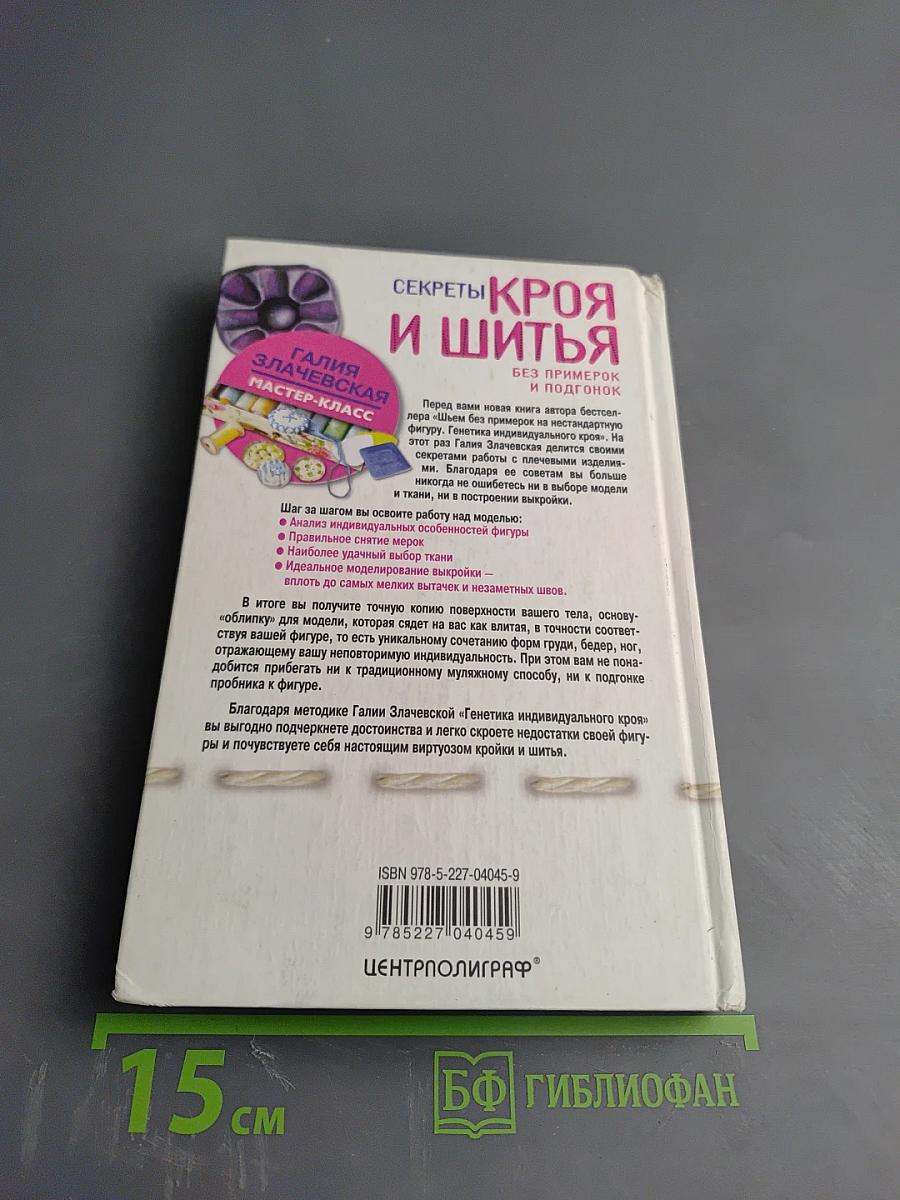 СЕКРЕТЫ КРОЯ
И ШИТЬЯ
БЕЗ ПРИМЕРОК
И ПОДГОНОК
ГАЛИЯ
ЗЛАЧЕВСКАЯ
МАСТЕР-КЛАСС
Перед вами новая книга автора бестсел-
лера «Шьем без примерок на нестандартную
фигуру. Генетика индивидуального кроя». На
этот раз Галия Злачевская делится своими
секретами работы с плечевыми изделия-
ми. Благодаря ее советам вы больше
никогда не ошибетесь ни в выборе модели
и ткани, ни в построении выкройки.
Шаг за шагом вы освоите работу над моделью:
● Анализ индивидуальных особенностей фигуры
● Правильное снятие мерок
● Наиболее удачный выбор ткани
● Идеальное моделирование выкройки —
вплоть до самых мелких вытачек и незаметных швов.
В итоге вы получите точную копию поверхности вашего тела, основу-
«облипку» для модели, которая сядет на вас как влитая, в точности соответ-
ствуя вашей фигуре, то есть уникальному сочетанию форм груди, бедер, ног,
отражающему вашу неповторимую индивидуальность. При этом вам не пона-
добится прибегать ни к традиционному муляжному способу, ни к подгонке
пробника к фигуре.
Благодаря методике Галии Злачевской «Генетика индивидуального кроя»
вы выгодно подчеркнете достоинства и легко скроете недостатки своей фигу-
ры и почувствуете себя настоящим виртуозом кройки и шитья.
ISBN 978-5-227-04045-9
9 785227 040459
ЦЕНТРПОЛИГРАФ®
15 СМ
БФ ГИБЛИОФАН